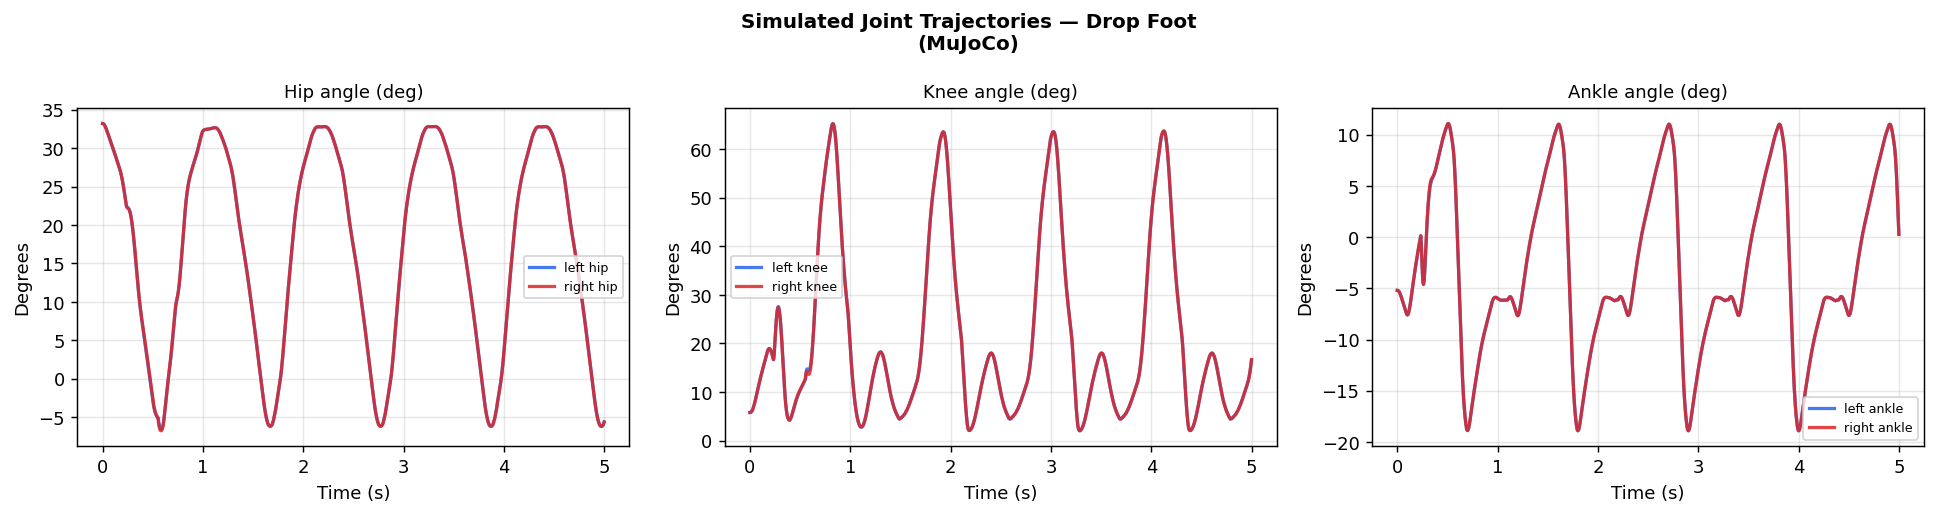 Simulated Joint Trajectories — Drop Foot
(MuJoCo)
Hip angle (deg)
Degrees
35
30
25
20
15
10
5
0
−5
0 1 2 3 4 5
Time (s)
left hip
right hip
Knee angle (deg)
Degrees
60
50
40
30
20
10
0
0 1 2 3 4 5
Time (s)
left knee
right knee
Ankle angle (deg)
Degrees
10
5
0
−5
−10
−15
−20
0 1 2 3 4 5
Time (s)
left ankle
right ankle